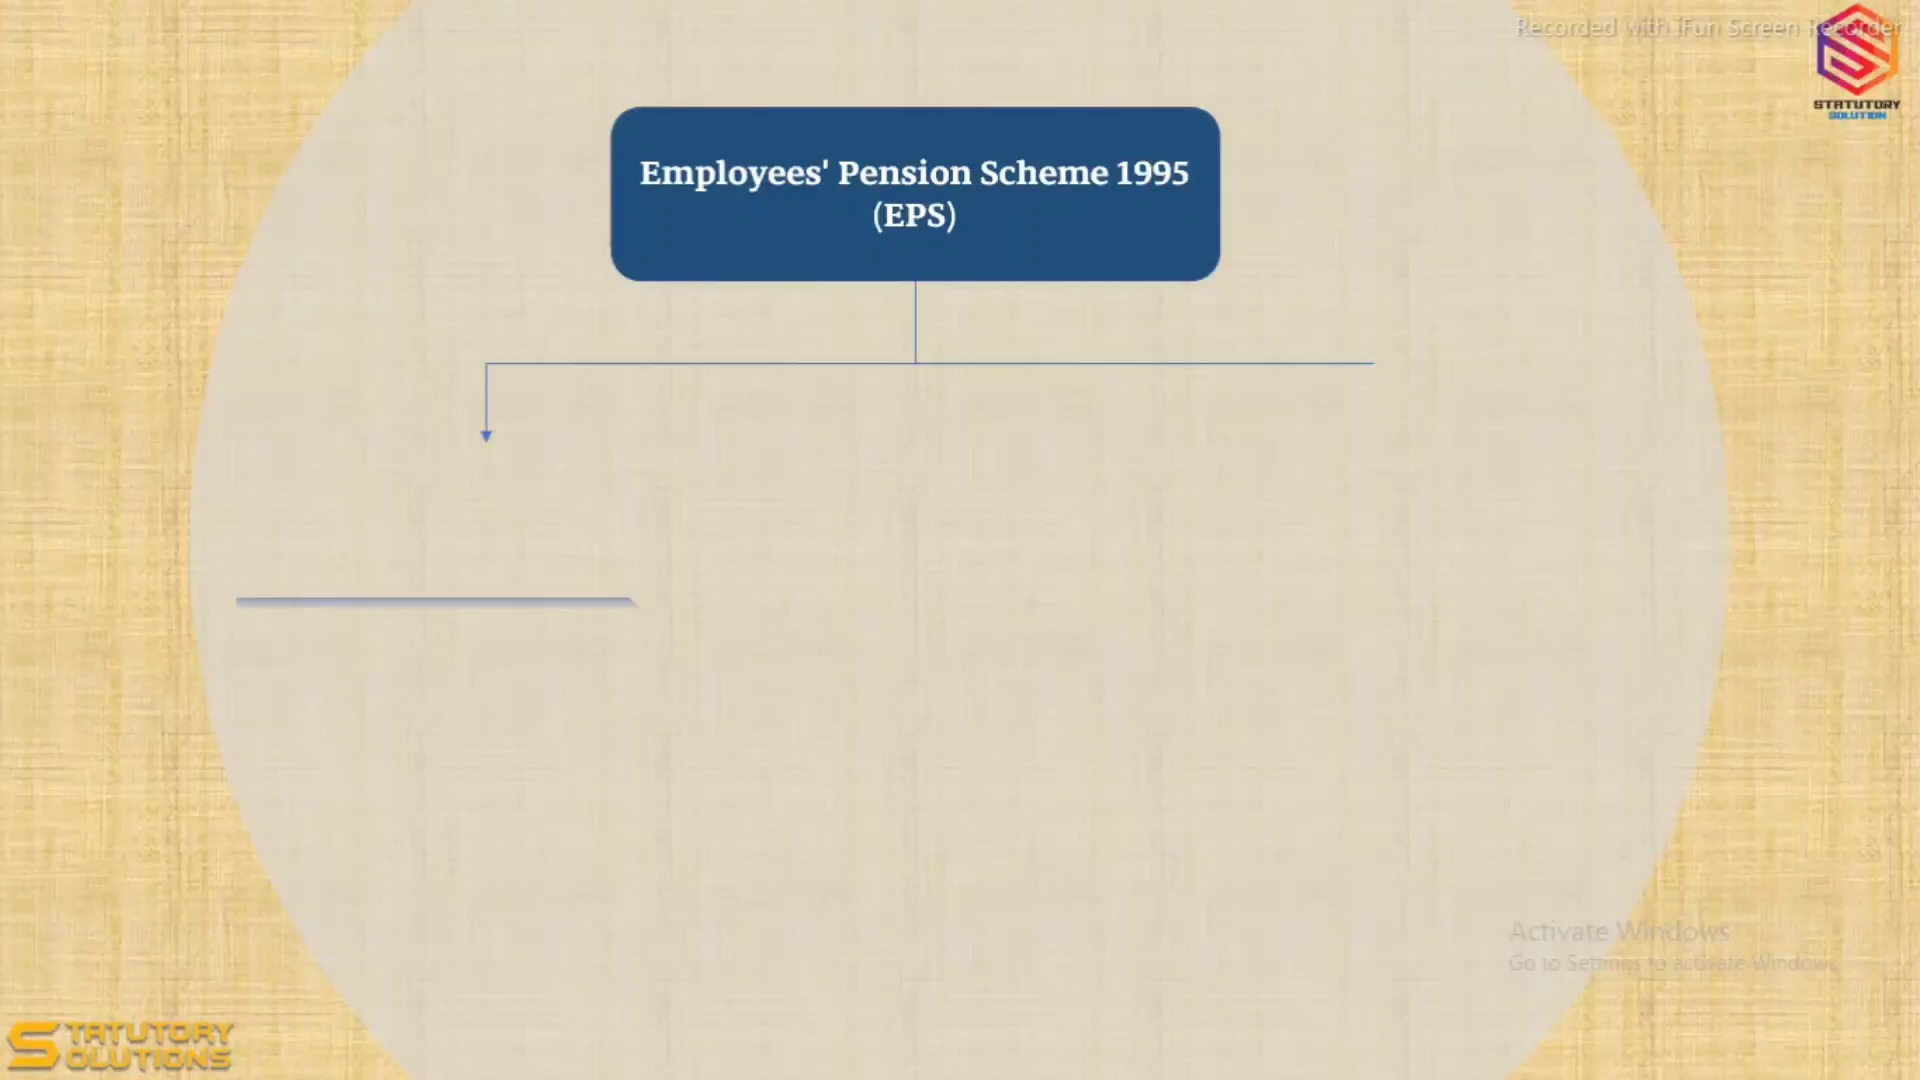 Recorded with iFun Screen Recorder
STATUTORY
SOLUTION
Employees' Pension Scheme 1995
(EPS)
Activate Windows
Go to Settings to activate Windows.
STATUTORY
SOLUTIONS